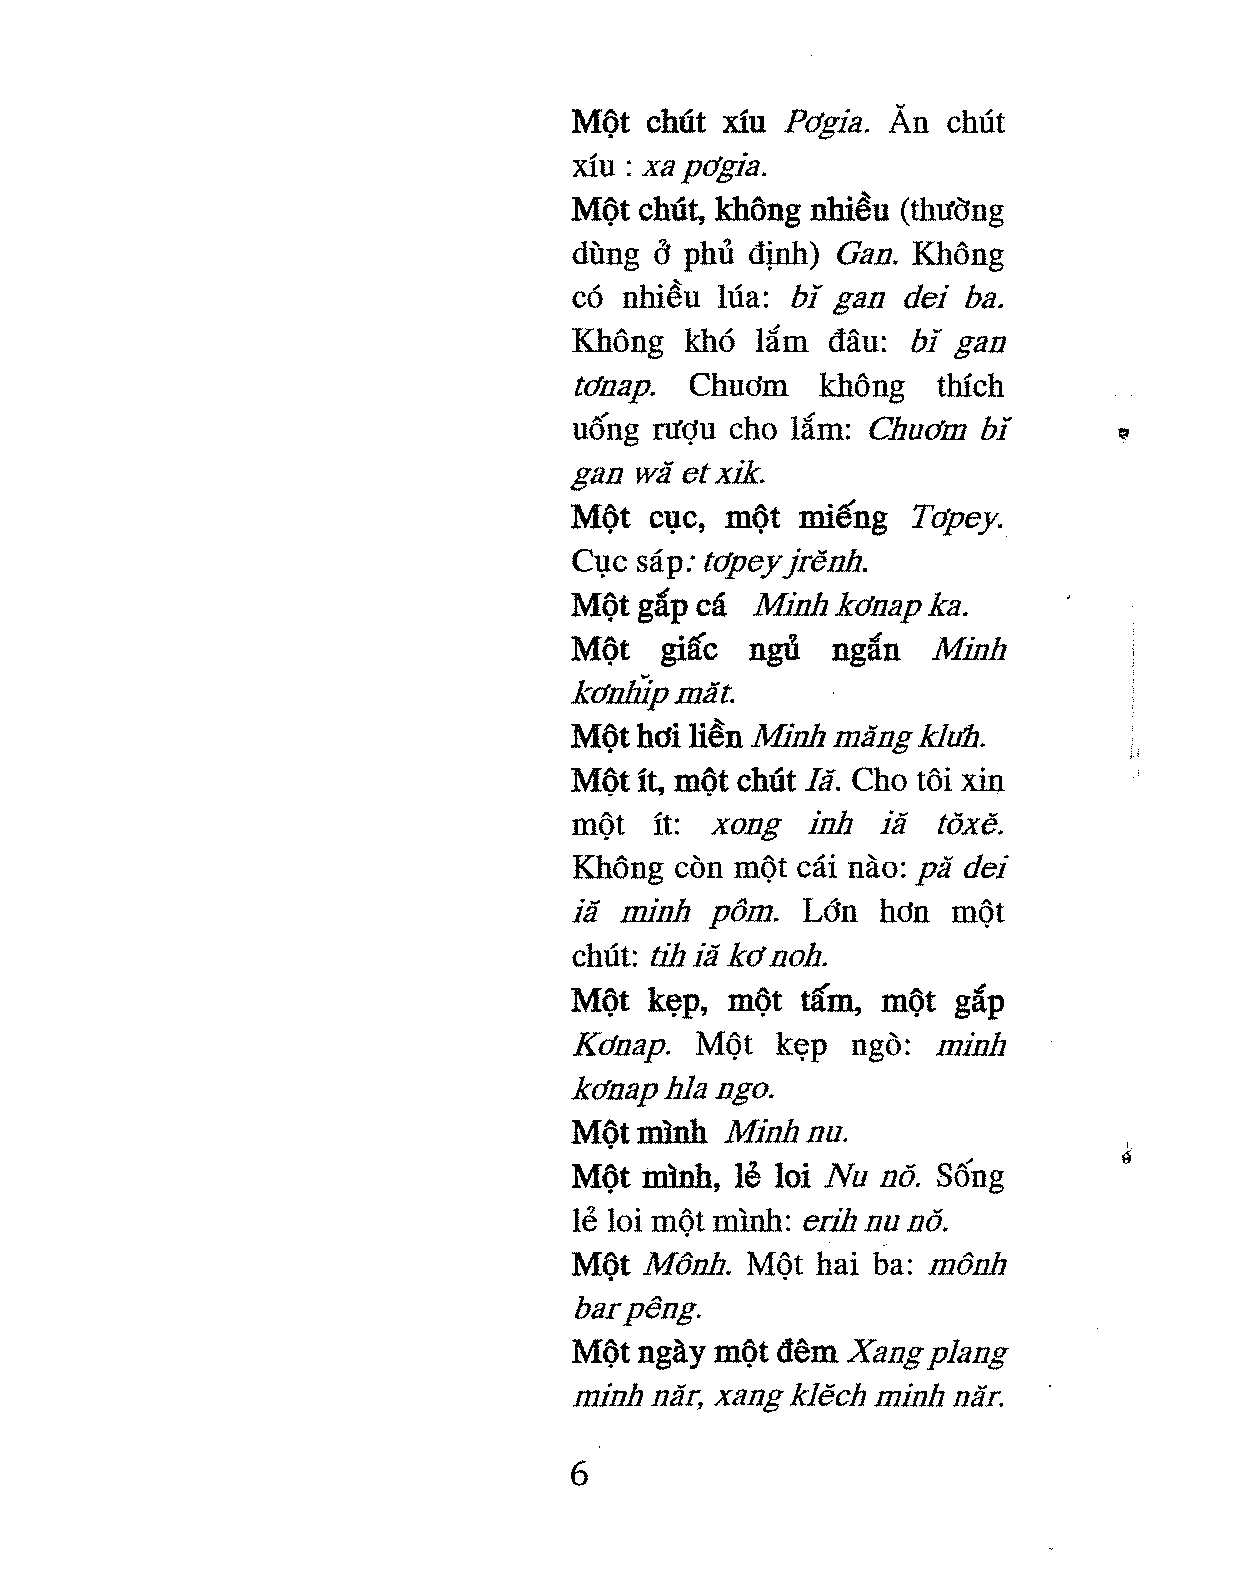 Một chút xíu Pơgia. Ăn chút
xíu : xa pơgia.
Một chút, không nhiều (thường
dùng ở phủ định) Gan. Không
có nhiều lúa: bĭ gan dei ba.
Không khó lắm đâu: bĭ gan
tơnap. Chuơm không thích
uống rượu cho lắm: Chuơm bĭ
gan wă et xik.
Một cục, một miếng Tơpey.
Cục sáp: tơpey jrĕnh.
Một gắp cá Minh kơnap ka.
Một giấc ngủ ngắn Minh
kơnhĭp măt.
Một hơi liền Minh măng klưh.
Một ít, một chút Iă. Cho tôi xin
một ít: xong inh iă tŏxĕ.
Không còn một cái nào: pă dei
iă minh pôm. Lớn hơn một
chút: tih iă kơ noh.
Một kẹp, một tấm, một gắp
Kơnap. Một kẹp ngò: minh
kơnap hla ngo.
Một mình Minh nu.
Một mình, lẻ loi Nu nŏ. Sống
lẻ loi một mình: erih nu nŏ.
Một Mônh. Một hai ba: mônh
bar pêng.
Một ngày một đêm Xang plang
minh năr, xang klĕch minh năr.
6